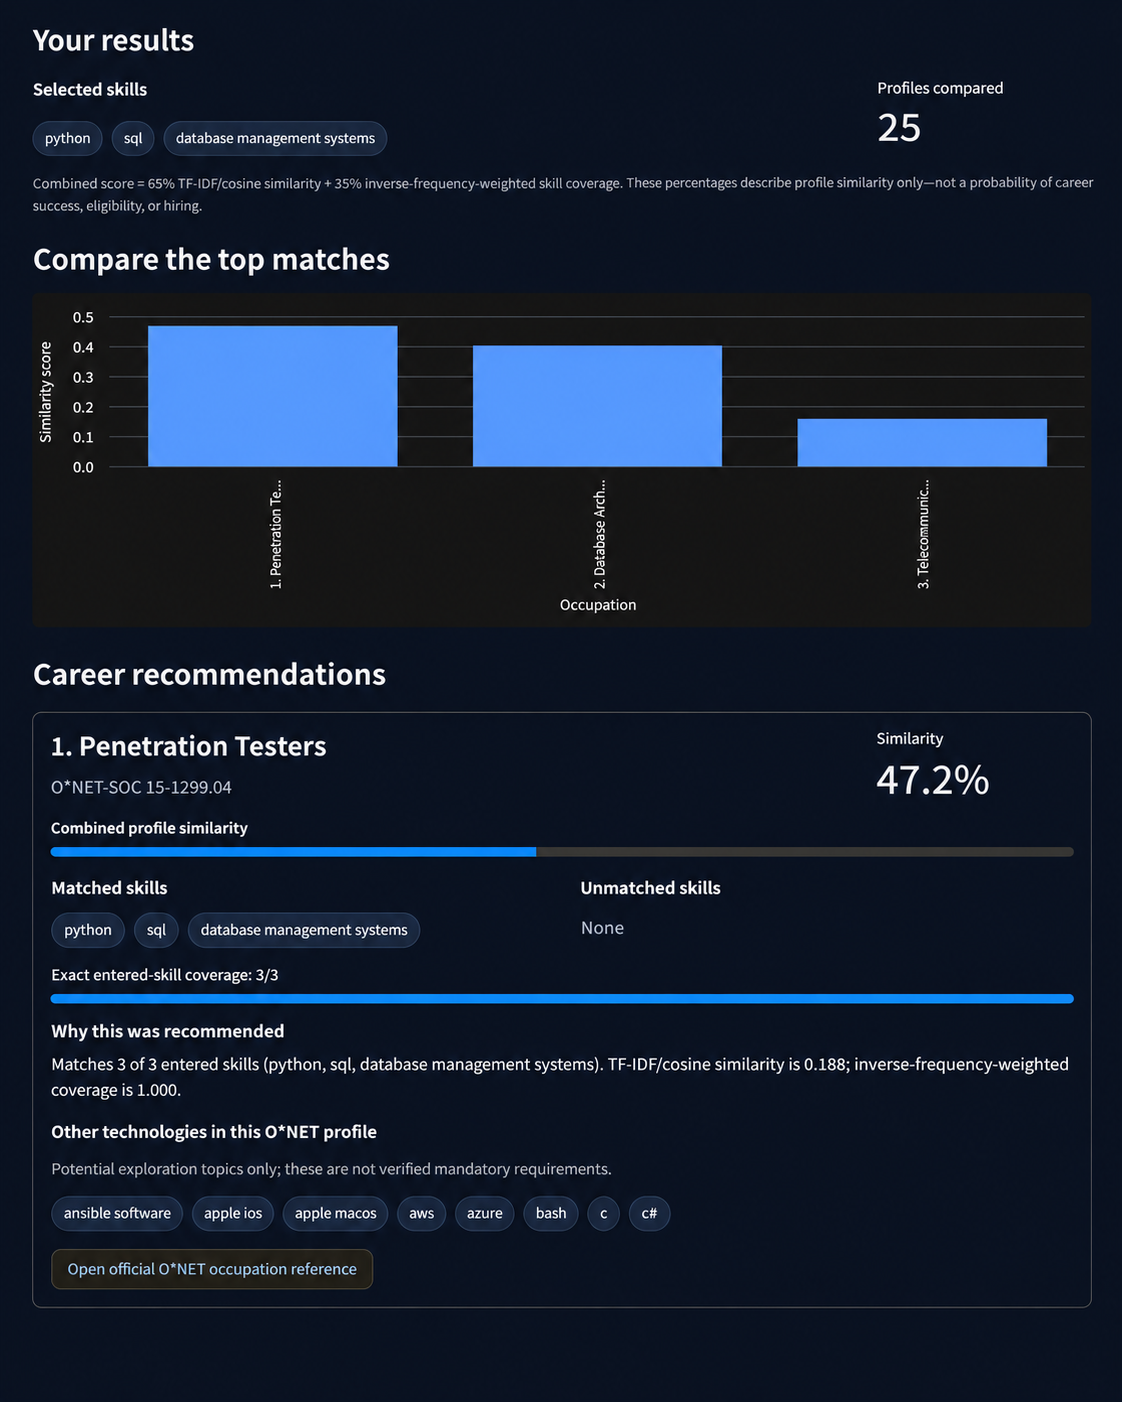 Your results
Selected skills
Profiles compared
python
sql
database management systems
25
Combined score = 65% TF-IDF/cosine similarity + 35% inverse-frequency-weighted skill coverage. These percentages describe profile similarity only—not a probability of career
success, eligibility, or hiring.
Compare the top matches
Similarity score
0.5
0.4
0.3
0.2
0.1
0.0
1. Penetration Te...
2. Database Arch...
3. Telecommunic...
Occupation
Career recommendations
1. Penetration Testers
Similarity
47.2%
O*NET-SOC 15-1299.04
Combined profile similarity
Matched skills
Unmatched skills
python
sql
database management systems
None
Exact entered-skill coverage: 3/3
Why this was recommended
Matches 3 of 3 entered skills (python, sql, database management systems). TF-IDF/cosine similarity is 0.188; inverse-frequency-weighted
coverage is 1.000.
Other technologies in this O*NET profile
Potential exploration topics only; these are not verified mandatory requirements.
ansible software
apple ios
apple macos
aws
azure
bash
c
c#
Open official O*NET occupation reference